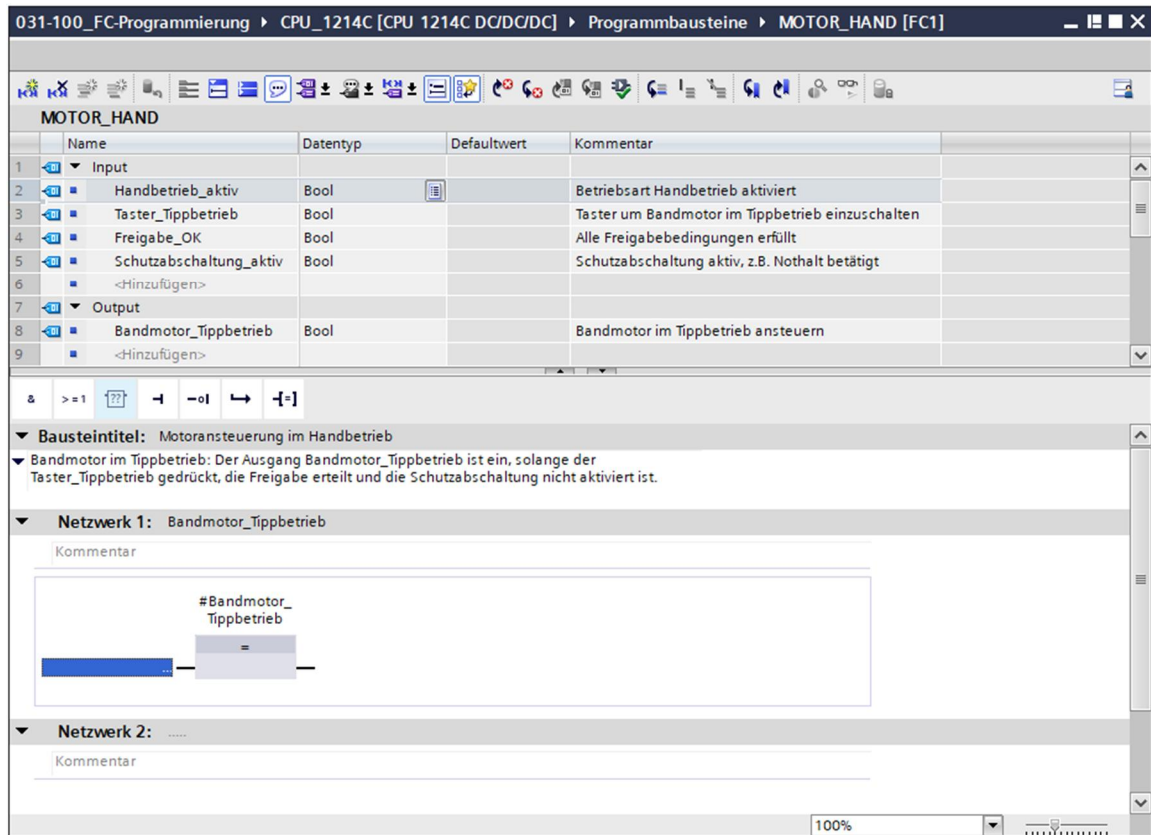 031-100_FC-Programmierung ▸ CPU_1214C [CPU 1214C DC/DC/DC] ▸ Programmbausteine ▸ MOTOR_HAND [FC1]
MOTOR_HAND
Name Datentyp Defaultwert Kommentar
1 Input
2 Handbetrieb_aktiv Bool Betriebsart Handbetrieb aktiviert
3 Taster_Tippbetrieb Bool Taster um Bandmotor im Tippbetrieb einzuschalten
4 Freigabe_OK Bool Alle Freigabebedingungen erfüllt
5 Schutzabschaltung_aktiv Bool Schutzabschaltung aktiv, z.B. Nothalt betätigt
6 <Hinzufügen>
7 Output
8 Bandmotor_Tippbetrieb Bool Bandmotor im Tippbetrieb ansteuern
9 <Hinzufügen>
& >=1 ?? [=]
Bausteintitel: Motoransteuerung im Handbetrieb
Bandmotor im Tippbetrieb: Der Ausgang Bandmotor_Tippbetrieb ist ein, solange der
Taster_Tippbetrieb gedrückt, die Freigabe erteilt und die Schutzabschaltung nicht aktiviert ist.
Netzwerk 1: Bandmotor_Tippbetrieb
Kommentar
#Bandmotor_
Tippbetrieb
=
...
Netzwerk 2: .....
Kommentar
100%